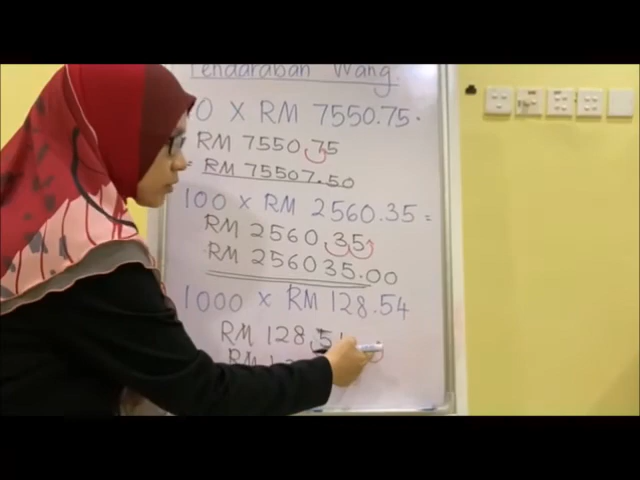 Pendaraban Wang.
0 X RM 7550.75.
RM 7550 75
= RM 75507.50
100 X RM 2560.35 =
RM 2560 35
RM 256035.00
1000 X RM 128.54
RM 128.5
RM